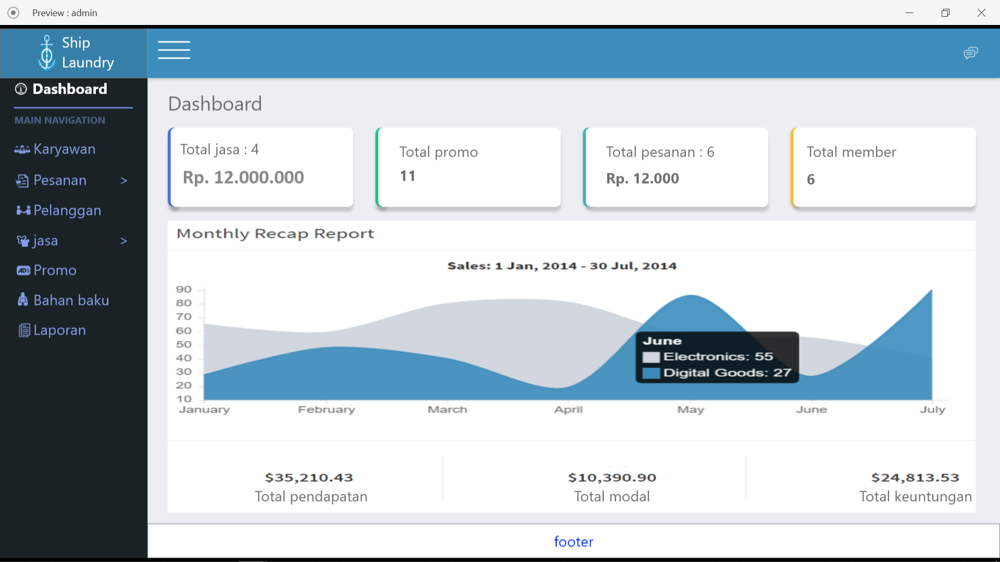 Preview : admin
Ship
Laundry
Dashboard
MAIN NAVIGATION
Karyawan
Pesanan >
Pelanggan
jasa >
AD Promo
Bahan baku
Laporan
Dashboard
Total jasa : 4
Rp. 12.000.000
Total promo
11
Total pesanan : 6
Rp. 12.000
Total member
6
Monthly Recap Report
Sales: 1 Jan, 2014 - 30 Jul, 2014
90
80
70
60
50
40
30
20
10
June
Electronics: 55
Digital Goods: 27
January February March April May June July
$35,210.43
Total pendapatan
$10,390.90
Total modal
$24,813.53
Total keuntungan
footer